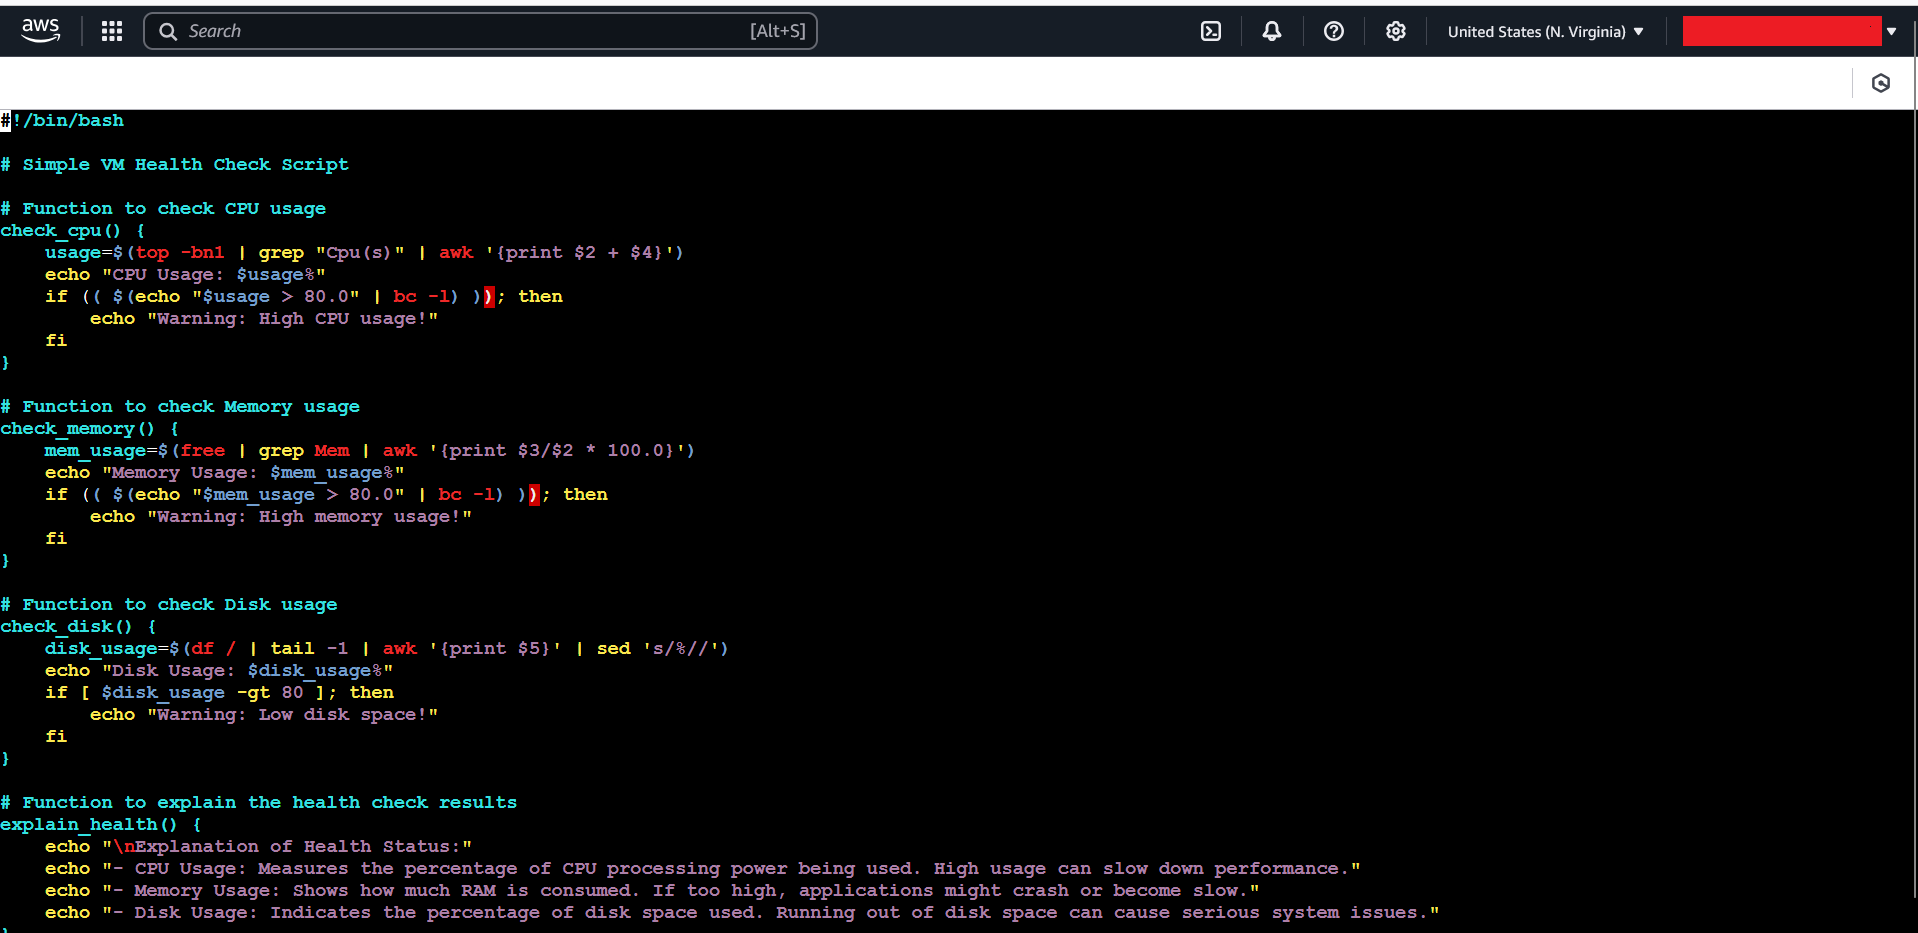 aws Search [Alt+S] United States (N. Virginia)
#!/bin/bash
# Simple VM Health Check Script
# Function to check CPU usage
check_cpu() {
    usage=$(top -bn1 | grep "Cpu(s)" | awk '{print $2 + $4}')
    echo "CPU Usage: $usage%"
    if (( $(echo "$usage > 80.0" | bc -l) )); then
        echo "Warning: High CPU usage!"
    fi
}
# Function to check Memory usage
check_memory() {
    mem_usage=$(free | grep Mem | awk '{print $3/$2 * 100.0}')
    echo "Memory Usage: $mem_usage%"
    if (( $(echo "$mem_usage > 80.0" | bc -l) )); then
        echo "Warning: High memory usage!"
    fi
}
# Function to check Disk usage
check_disk() {
    disk_usage=$(df / | tail -1 | awk '{print $5}' | sed 's/%//')
    echo "Disk Usage: $disk_usage%"
    if [ $disk_usage -gt 80 ]; then
        echo "Warning: Low disk space!"
    fi
}
# Function to explain the health check results
explain_health() {
    echo "\nExplanation of Health Status:"
    echo "- CPU Usage: Measures the percentage of CPU processing power being used. High usage can slow down performance."
    echo "- Memory Usage: Shows how much RAM is consumed. If too high, applications might crash or become slow."
    echo "- Disk Usage: Indicates the percentage of disk space used. Running out of disk space can cause serious system issues."